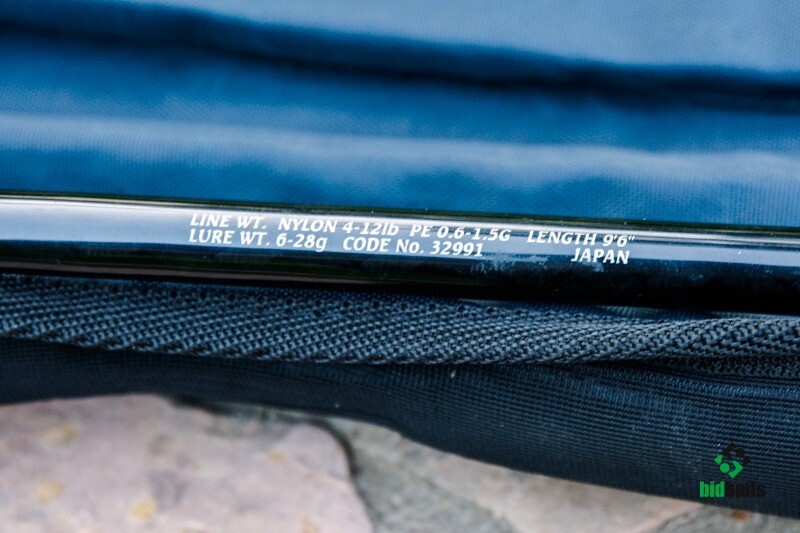 LINE WT. NYLON 4-12lb PE 0.6-1.5G LENGTH 9'6"
LURE WT. 6-28g CODE No. 32991 JAPAN
bidbaits